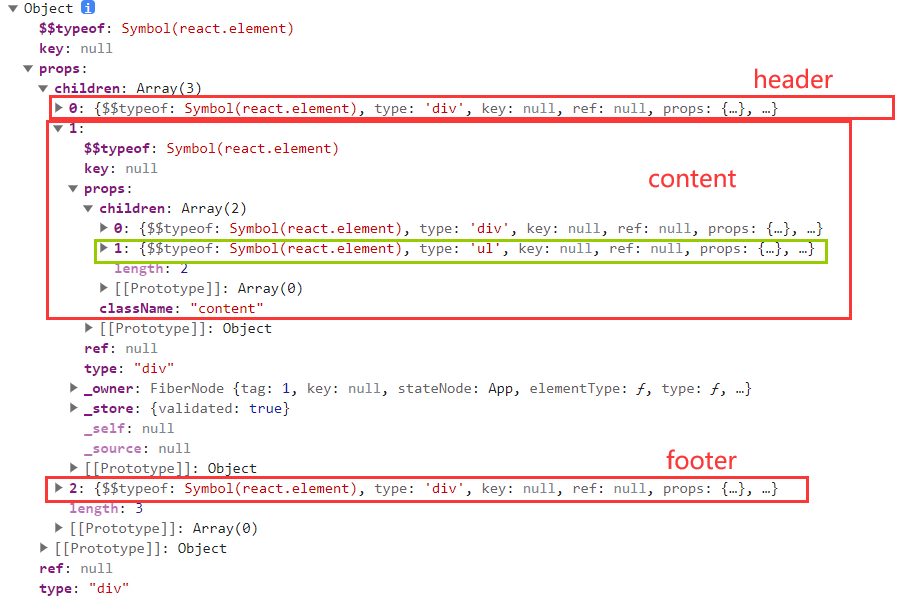 Object i
$$typeof: Symbol(react.element)
key: null
props:
children: Array(3)
header
0: {$$typeof: Symbol(react.element), type: 'div', key: null, ref: null, props: {…}, …}
1:
$$typeof: Symbol(react.element)
key: null
content
props:
children: Array(2)
0: {$$typeof: Symbol(react.element), type: 'div', key: null, ref: null, props: {…}, …}
1: {$$typeof: Symbol(react.element), type: 'ul', key: null, ref: null, props: {…}, …}
length: 2
[[Prototype]]: Array(0)
className: "content"
[[Prototype]]: Object
ref: null
type: "div"
_owner: FiberNode {tag: 1, key: null, stateNode: App, elementType: ƒ, type: ƒ, …}
_store: {validated: true}
_self: null
_source: null
[[Prototype]]: Object
footer
2: {$$typeof: Symbol(react.element), type: 'div', key: null, ref: null, props: {…}, …}
length: 3
[[Prototype]]: Array(0)
[[Prototype]]: Object
ref: null
type: "div"